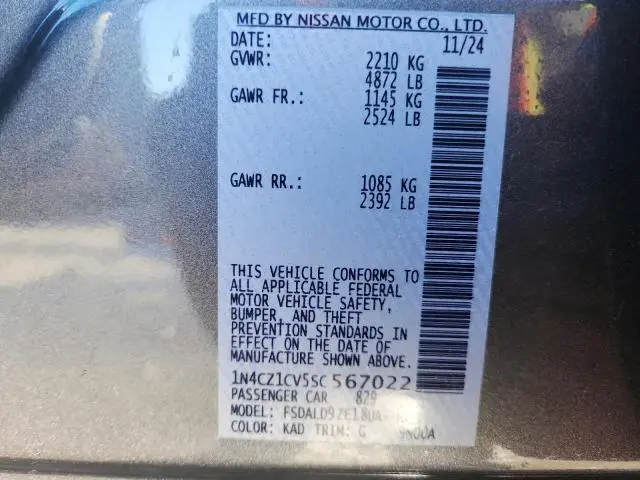 MFD BY NISSAN MOTOR CO., LTD.
DATE: 11/24
GVWR: 2210 KG
4872 LB
GAWR FR.: 1145 KG
2524 LB
GAWR RR.: 1085 KG
2392 LB
THIS VEHICLE CONFORMS TO
ALL APPLICABLE FEDERAL
MOTOR VEHICLE SAFETY,
BUMPER, AND THEFT
PREVENTION STANDARDS IN
EFFECT ON THE DATE OF
MANUFACTURE SHOWN ABOVE.
1N4CZ1CV5SC567022
PASSENGER CAR 829
MODEL:
COLOR: KAD TRIM: G